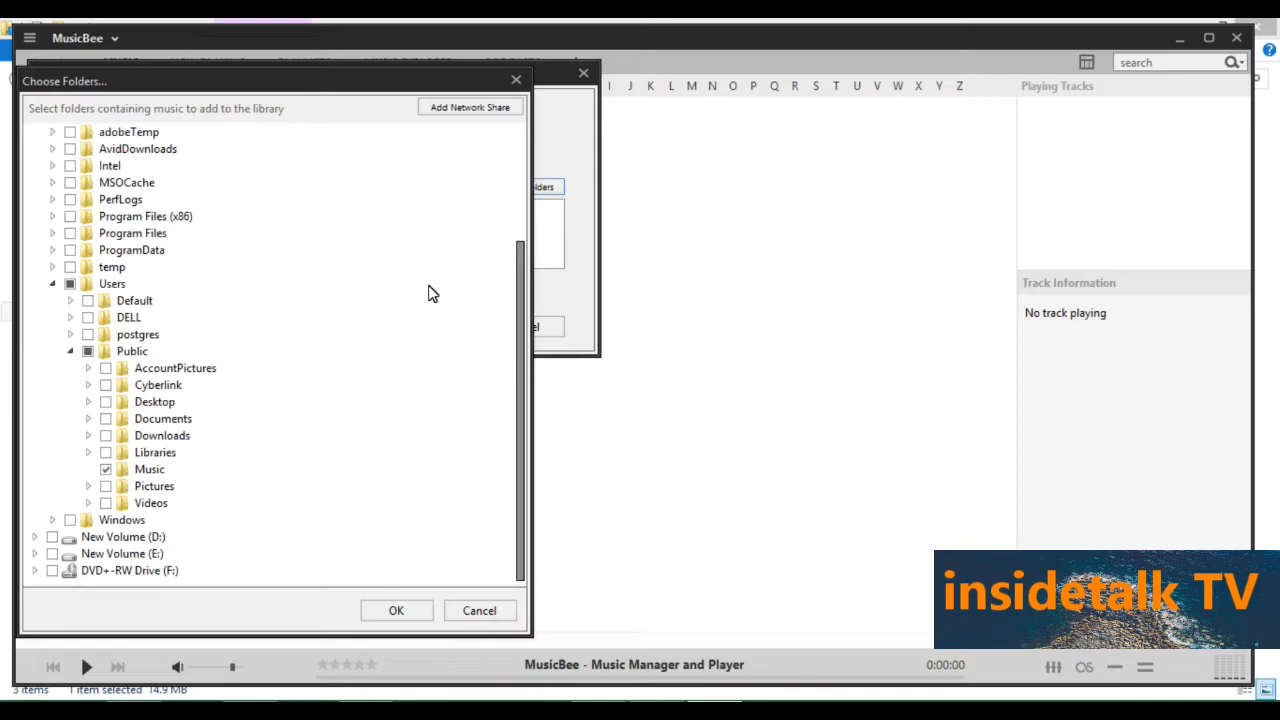 MusicBee
search
Choose Folders...
Select folders containing music to add to the library
Add Network Share
I J K L M N O P Q R S T U V W X Y Z
Playing Tracks
adobeTemp
AvidDownloads
Intel
MSOCache
PerfLogs
Program Files (x86)
Program Files
ProgramData
temp
Users
Default
DELL
postgres
Public
AccountPictures
Cyberlink
Desktop
Documents
Downloads
Libraries
Music
Pictures
Videos
Windows
New Volume (D:)
New Volume (E:)
DVD+-RW Drive (F:)
OK
Cancel
olders
el
Track Information
No track playing
insidetalk TV
MusicBee - Music Manager and Player
0:00:00
3 items 1 item selected 14.9 MB